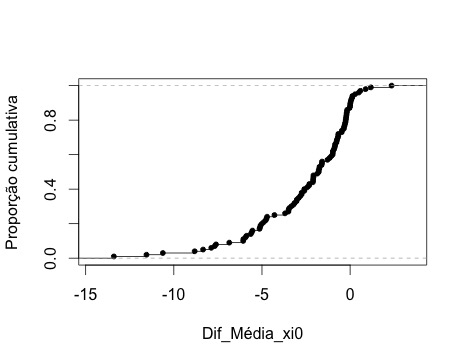 Proporção cumulativa
0.8
0.4
0.0
-15 -10 -5 0
Dif_Média_xi0